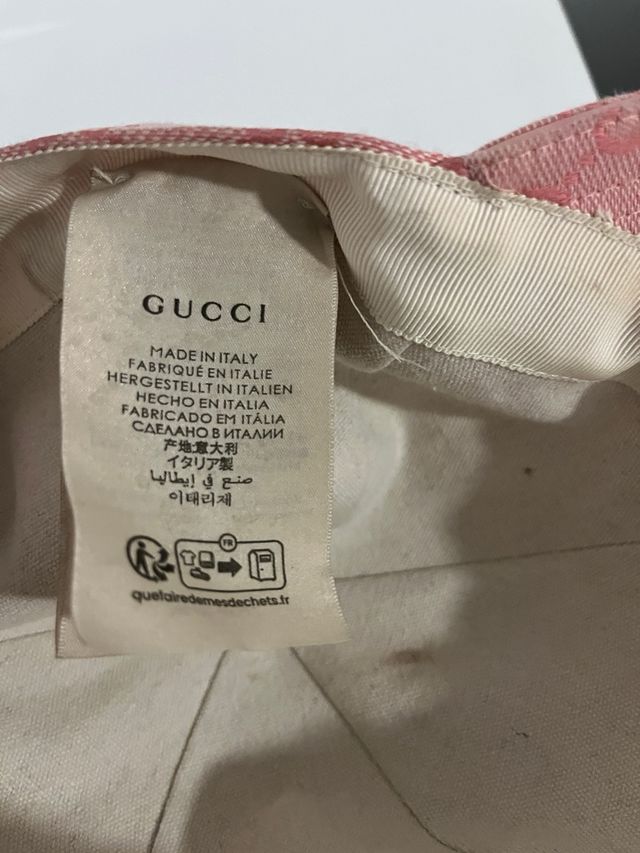 GUCCI
MADE IN ITALY
FABRIQUÉ EN ITALIE
HERGESTELLT IN ITALIEN
HECHO EN ITALIA
FABRICADO EM ITÁLIA
СДЕЛАНО В ИТАЛИИ
产地意大利
イタリア製
صنع في إيطاليا
이태리제
FR
quefairedemesdechets.fr